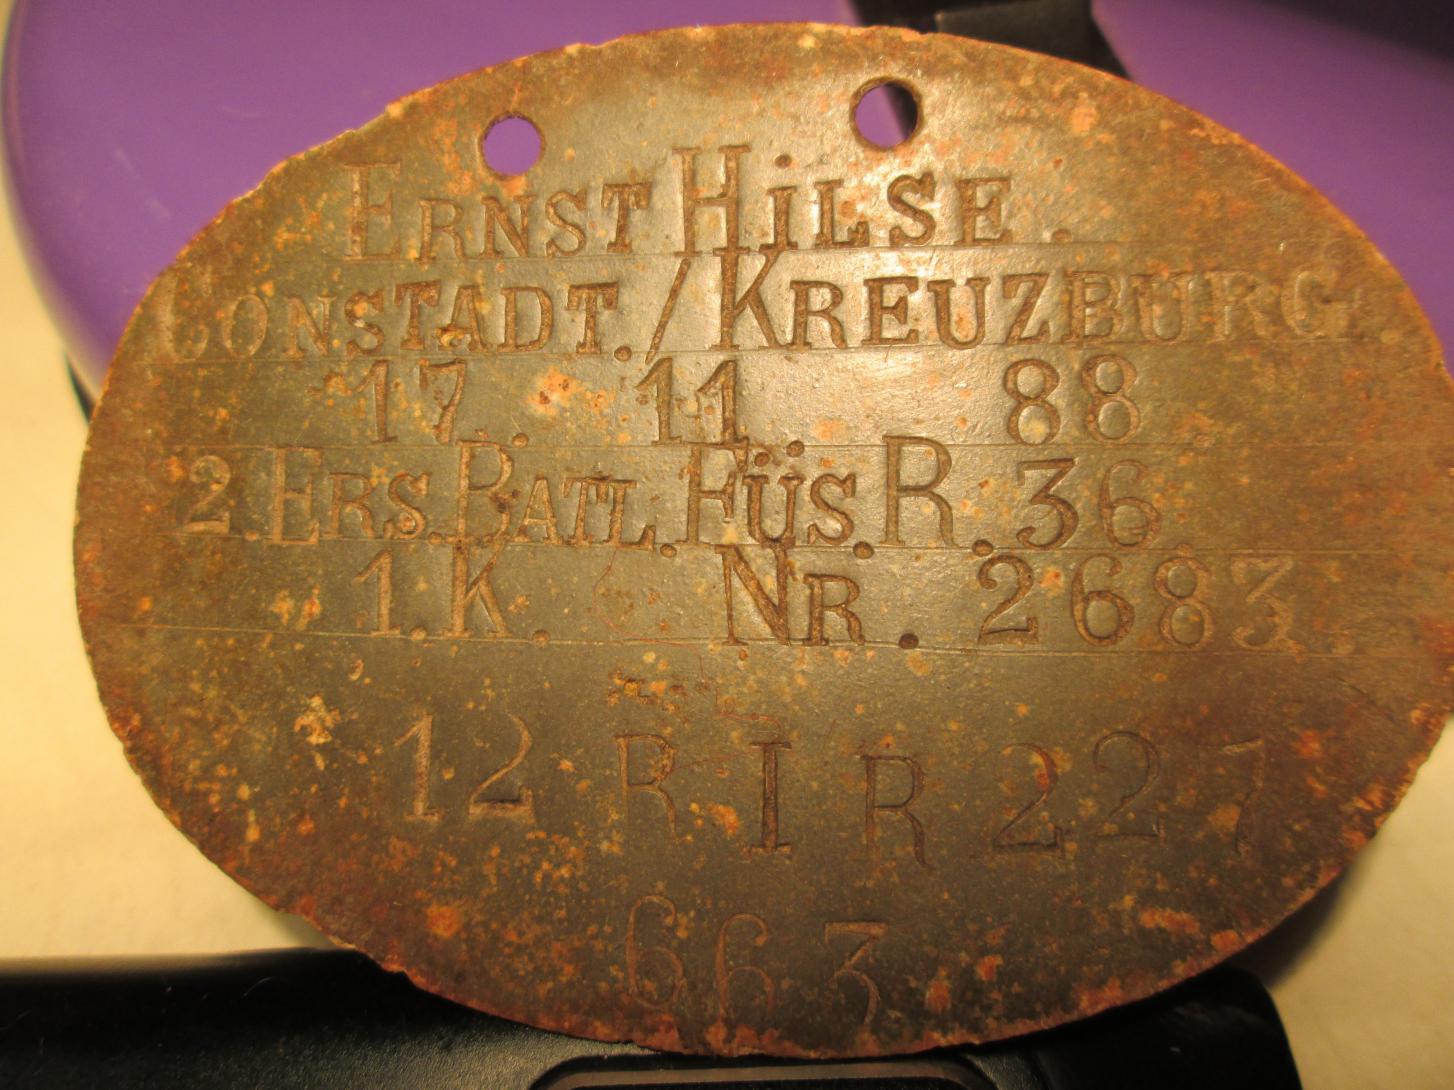 ERNST HiLSE.
CONSTADT./KREUZBURG.
17. 11. 88
2. ERS. BATL. FÜS. R. 36.
1. K. NR. 2683.
12 R I R 227
663